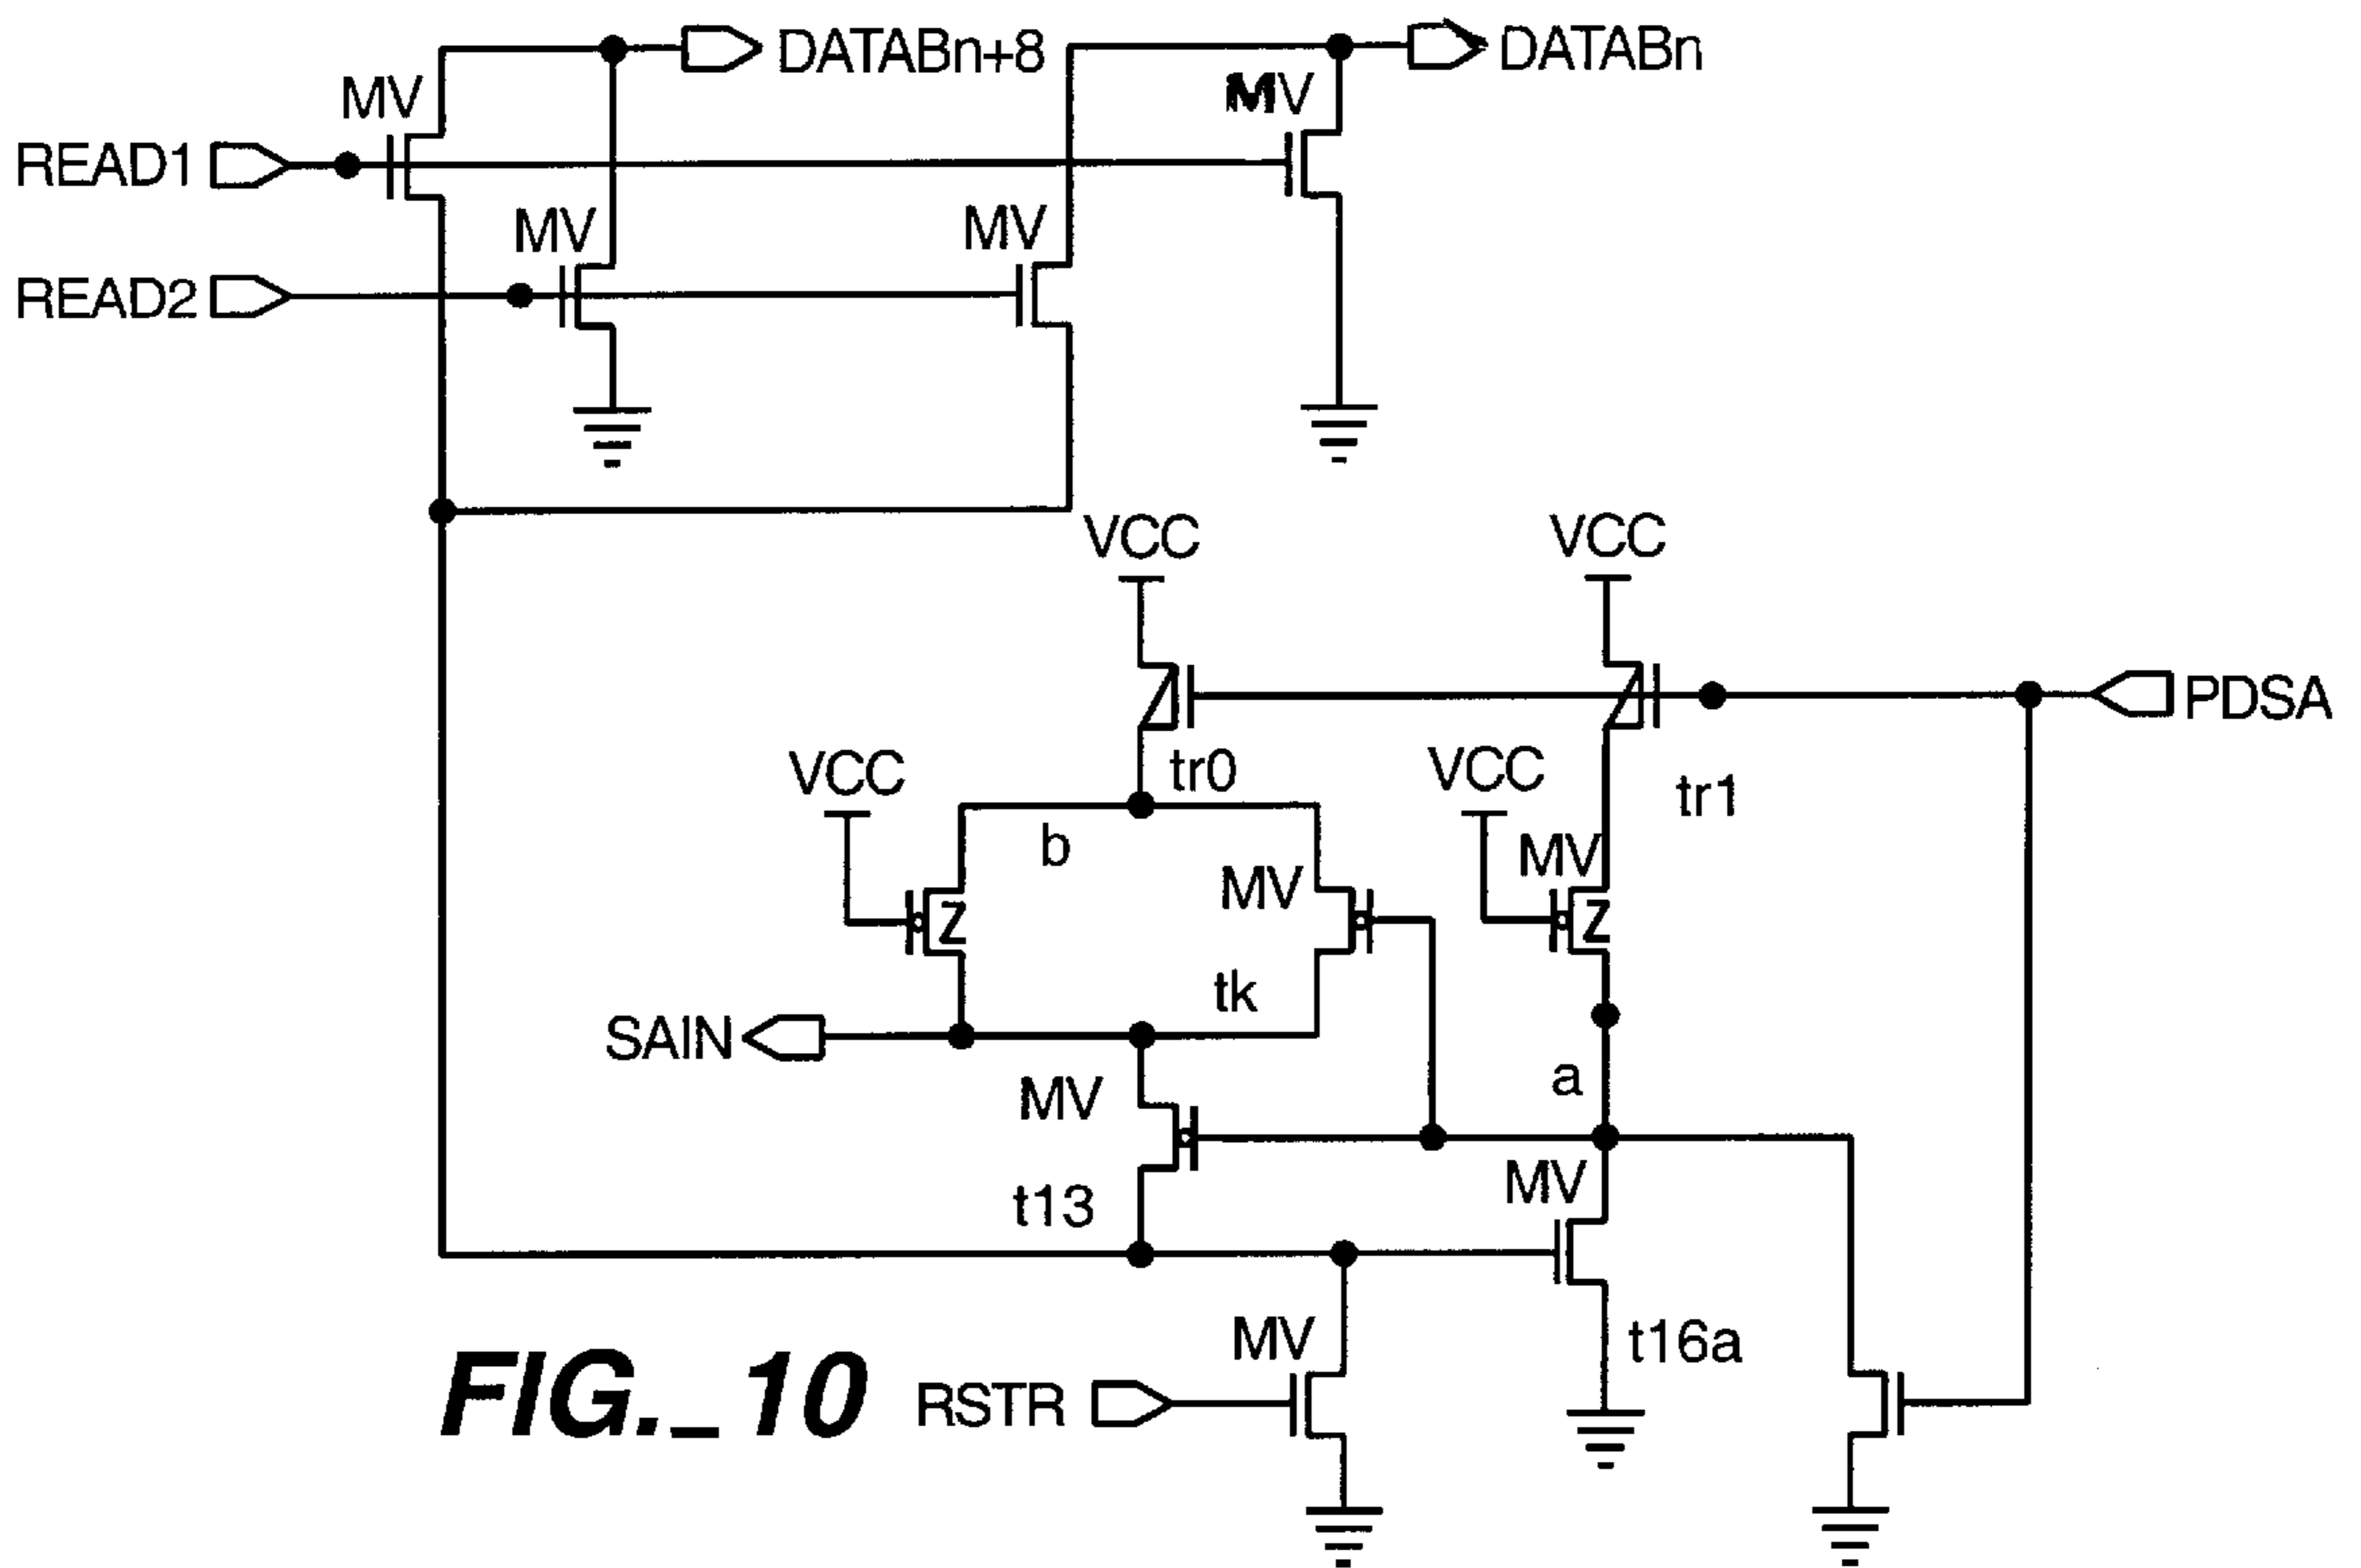 DATABn+8
DATABn
MV
MV
READ1
MV
MV
READ2
VCC
VCC
PDSA
VCC
tr0
VCC
tr1
b
MV
MV
Z
Z
tk
SAIN
a
MV
MV
t13
MV
t16a
FIG._10
RSTR